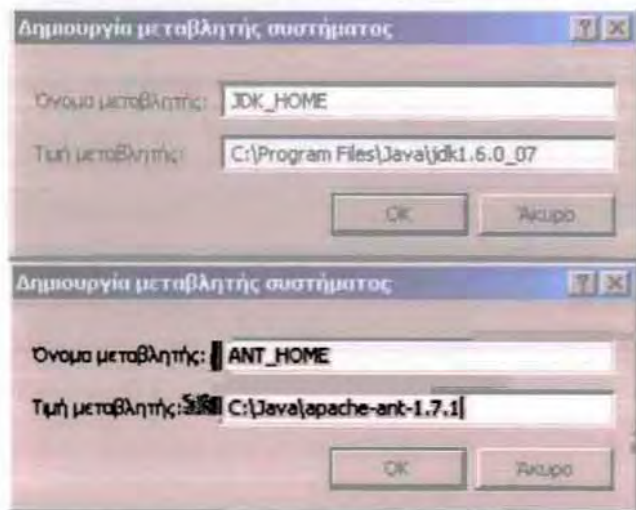 Δημιουργία μεταβλητής συστήματος
Όνομα μεταβλητής: JDK_HOME
Τιμή μεταβλητής: C:\Program Files\Java\jdk1.6.0_07
OK Άκυρο
Δημιουργία μεταβλητής συστήματος
Όνομα μεταβλητής: ANT_HOME
Τιμή μεταβλητής: C:\Java\apache-ant-1.7.1
OK Άκυρο